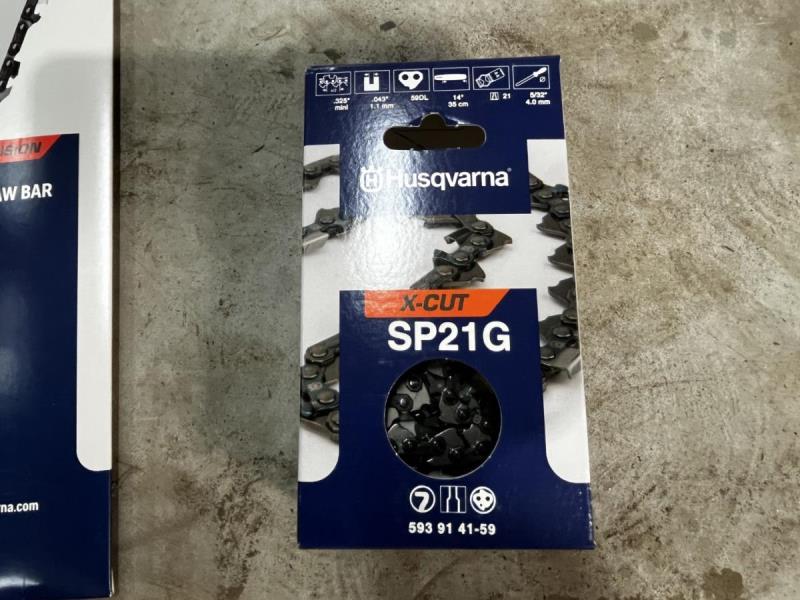 ISION
AW BAR
rna.com
.325" .043" 59DL 14" 21 5/32"
mini 1.1 mm 35 cm 4.0 mm
Husqvarna®
X-CUT
SP21G
593 91 41-59